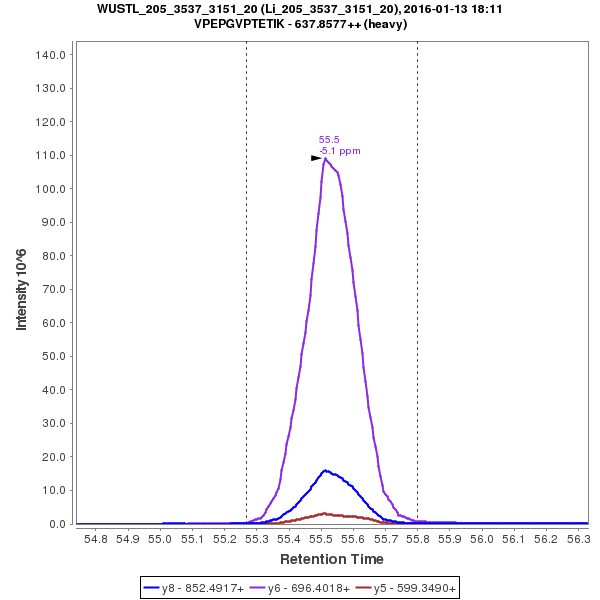 WUSTL_205_3537_3151_20 (Li_205_3537_3151_20), 2016-01-13 18:11
VPEPGVPTETIK - 637.8577++ (heavy)
Intensity 10^6
140.0
130.0
120.0
110.0
100.0
90.0
80.0
70.0
60.0
50.0
40.0
30.0
20.0
10.0
0.0
55.5
-5.1 ppm
54.8 54.9 55.0 55.1 55.2 55.3 55.4 55.5 55.6 55.7 55.8 55.9 56.0 56.1 56.2 56.3
Retention Time
y8 - 852.4917+ y6 - 696.4018+ y5 - 599.3490+